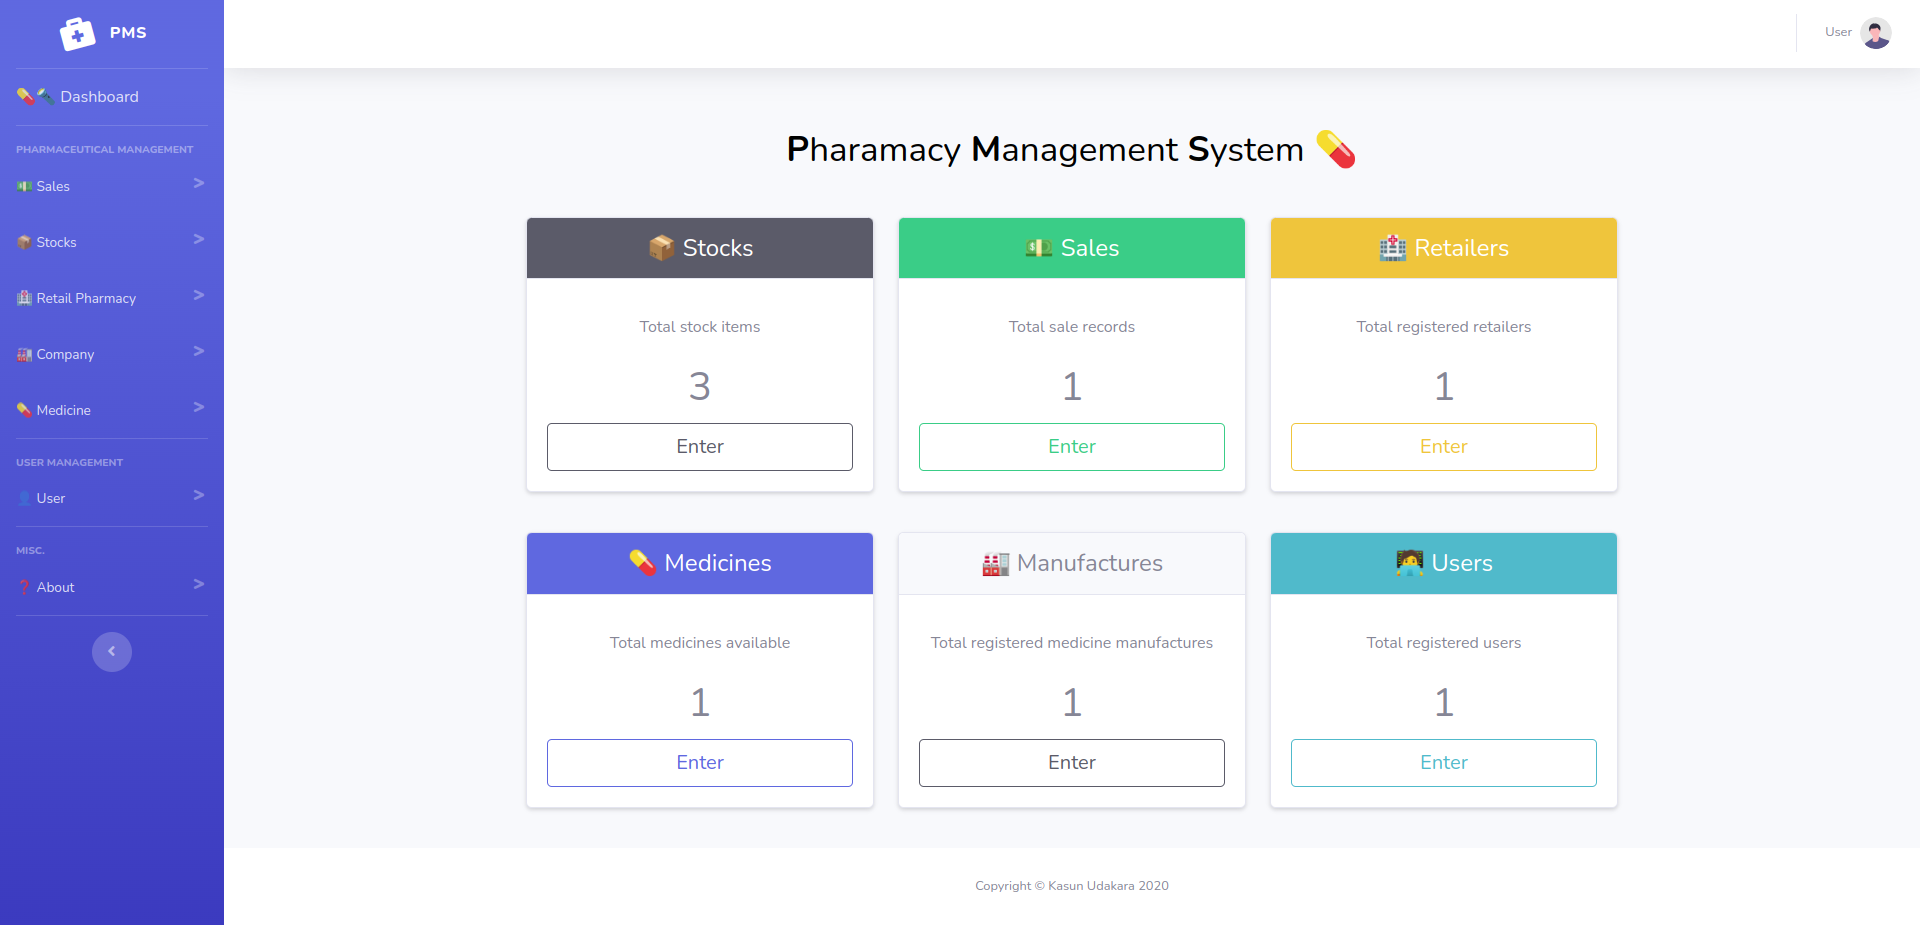 PMS
User
Dashboard
PHARMACEUTICAL MANAGEMENT
Sales
Stocks
Retail Pharmacy
Company
Medicine
USER MANAGEMENT
User
MISC.
About
Pharamacy Management System
Stocks
Total stock items
3
Enter
Sales
Total sale records
1
Enter
Retailers
Total registered retailers
1
Enter
Medicines
Total medicines available
1
Enter
Manufactures
Total registered medicine manufactures
1
Enter
Users
Total registered users
1
Enter
Copyright © Kasun Udakara 2020